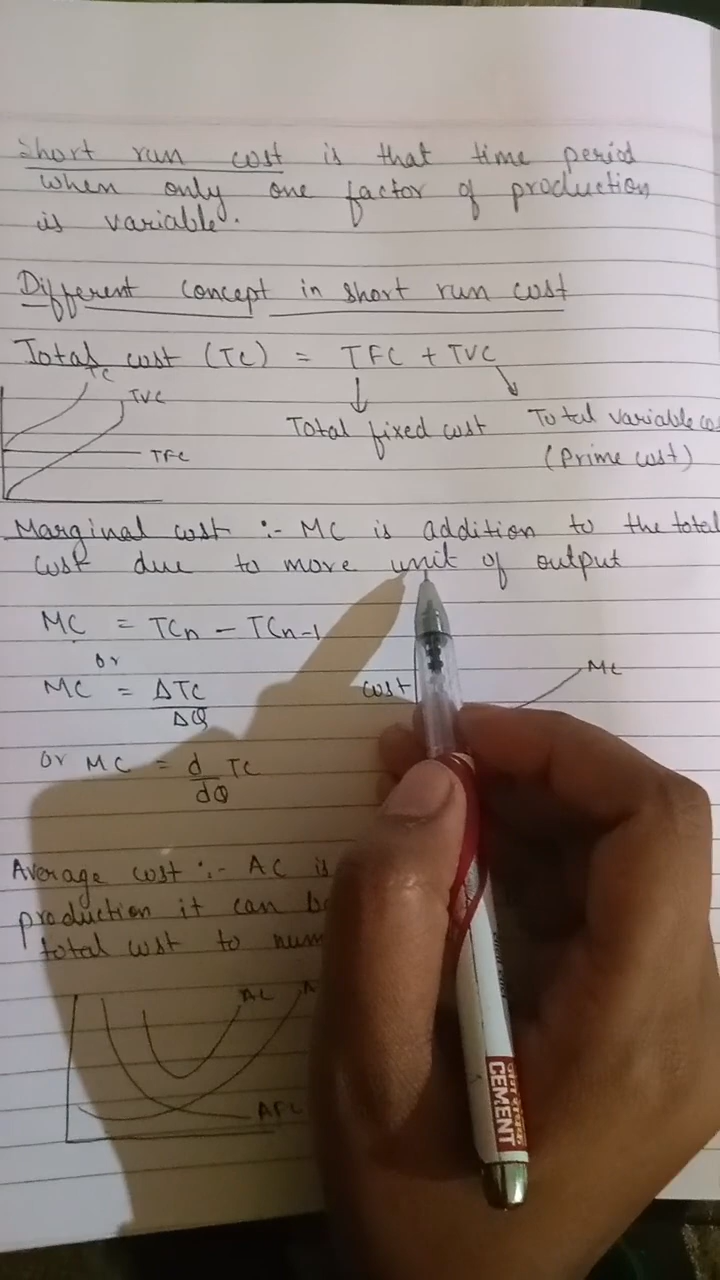 Short run cost is that time period
when only one factor of production
is variable.
Different concept in short run cost
Total cost (TC) = TFC + TVC
TC
TVC
TFC
Total fixed cost
Total variable
(Prime cost)
Marginal cost :- MC is addition to the total
cost due to more unit of output
MC = TCn - TCn-1
or
MC = ΔTC
ΔQ
cost
MC
or MC = d TC
dQ
Average cost :- AC is
production it can
total cost to
AC
AFC
CEMENT